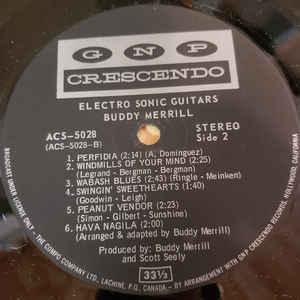 GNP
CRESCENDO
ELECTRO SONIC GUITARS
BUDDY MERRILL
ACS-5028
(ACS-5028-B)
STEREO
Side 2
1. PERFIDIA (2:14) (A. Dominguez)
2. WINDMILLS OF YOUR MIND (2:25)
(Legrand - Bergman - Bergman)
3. WABASH BLUES (2:43) (Ringle - Meinken)
4. SWINGIN' SWEETHEARTS (1:40)
(Goodwin - Leigh)
5. PEANUT VENDOR (2:23)
(Simon - Gilbert - Sunshine)
6. HAVA NAGILA (2:00)
(Arranged & adapted by Buddy Merrill)
Produced by: Buddy Merrill and
Scott Seely
33⅓
THE COMPO COMPANY LTD., LACHINE, P.Q., CANADA - BY ARRANGEMENT WITH GNP CRESCENDO RECORDS, HOLLYWOOD, CALIFORNIA